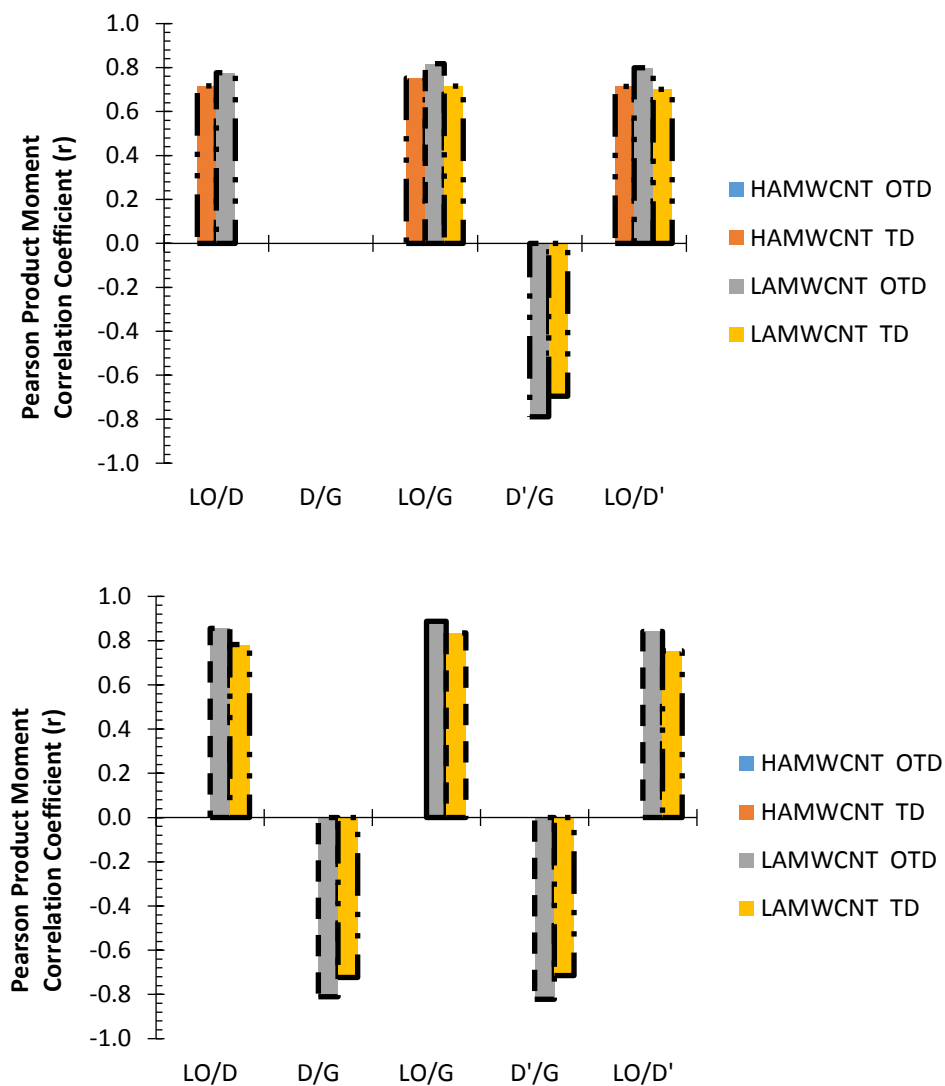 Pearson Product Moment
Correlation Coefficient (r)
1.0
0.8
0.6
0.4
0.2
0.0
-0.2
-0.4
-0.6
-0.8
-1.0
LO/D D/G LO/G D'/G LO/D'
HAMWCNT OTD
HAMWCNT TD
LAMWCNT OTD
LAMWCNT TD
Pearson Product Moment
Correlation Coefficient (r)
1.0
0.8
0.6
0.4
0.2
0.0
-0.2
-0.4
-0.6
-0.8
-1.0
LO/D D/G LO/G D'/G LO/D'
HAMWCNT OTD
HAMWCNT TD
LAMWCNT OTD
LAMWCNT TD